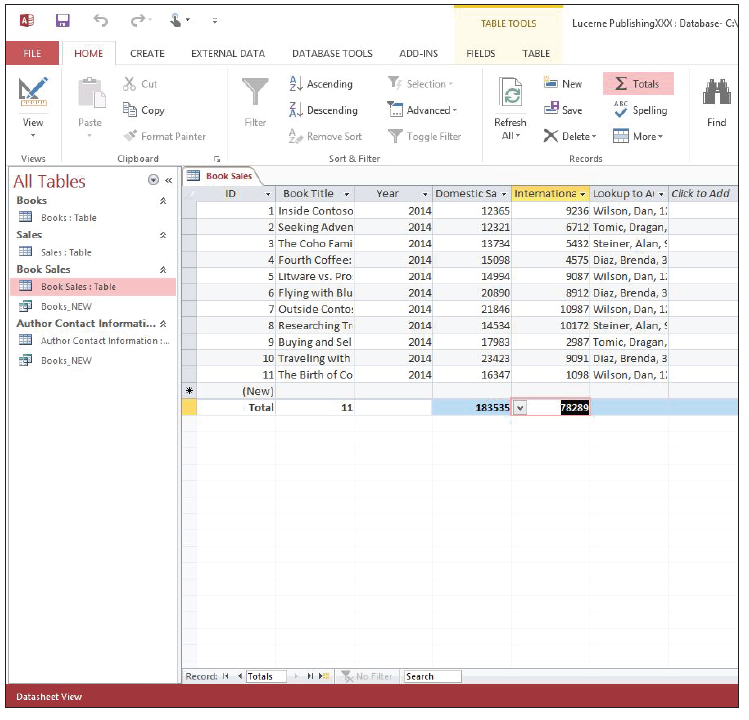 TABLE TOOLS
Lucerne PublishingXXX : Database- C:\
FILE HOME CREATE EXTERNAL DATA DATABASE TOOLS ADD-INS FIELDS TABLE
View
Views
Paste
Cut
Copy
Format Painter
Clipboard
Filter
Ascending
Descending
Remove Sort
Selection
Advanced
Toggle Filter
Sort & Filter
Refresh
All
New
Save
Delete
Totals
Spelling
More
Records
Find
All Tables
Books
Books : Table
Sales
Sales : Table
Book Sales
Book Sales : Table
Books_NEW
Author Contact Informati...
Author Contact Information :...
Books_NEW
Book Sales
ID Book Title Year Domestic Sa Internationa Lookup to Au Click to Add
1 Inside Contoso 2014 12365 9236 Wilson, Dan, 12
2 Seeking Adven 2014 12321 6712 Tomic, Dragan,
3 The Coho Fami 2014 13734 5432 Steiner, Alan, 9
4 Fourth Coffee: 2014 15098 4575 Diaz, Brenda, 3
5 Litware vs. Pro 2014 14994 9087 Wilson, Dan, 12
6 Flying with Blu 2014 20890 8912 Diaz, Brenda, 3
7 Outside Contos 2014 21846 10987 Wilson, Dan, 12
8 Researching Tr 2014 14534 10172 Steiner, Alan, 9
9 Buying and Sel 2014 17983 2987 Tomic, Dragan,
10 Traveling with 2014 23423 9091 Diaz, Brenda, 3
11 The Birth of Co 2014 16347 1098 Wilson, Dan, 12
* (New)
Total 11 183535 78289
Record: Totals No Filter Search
Datasheet View